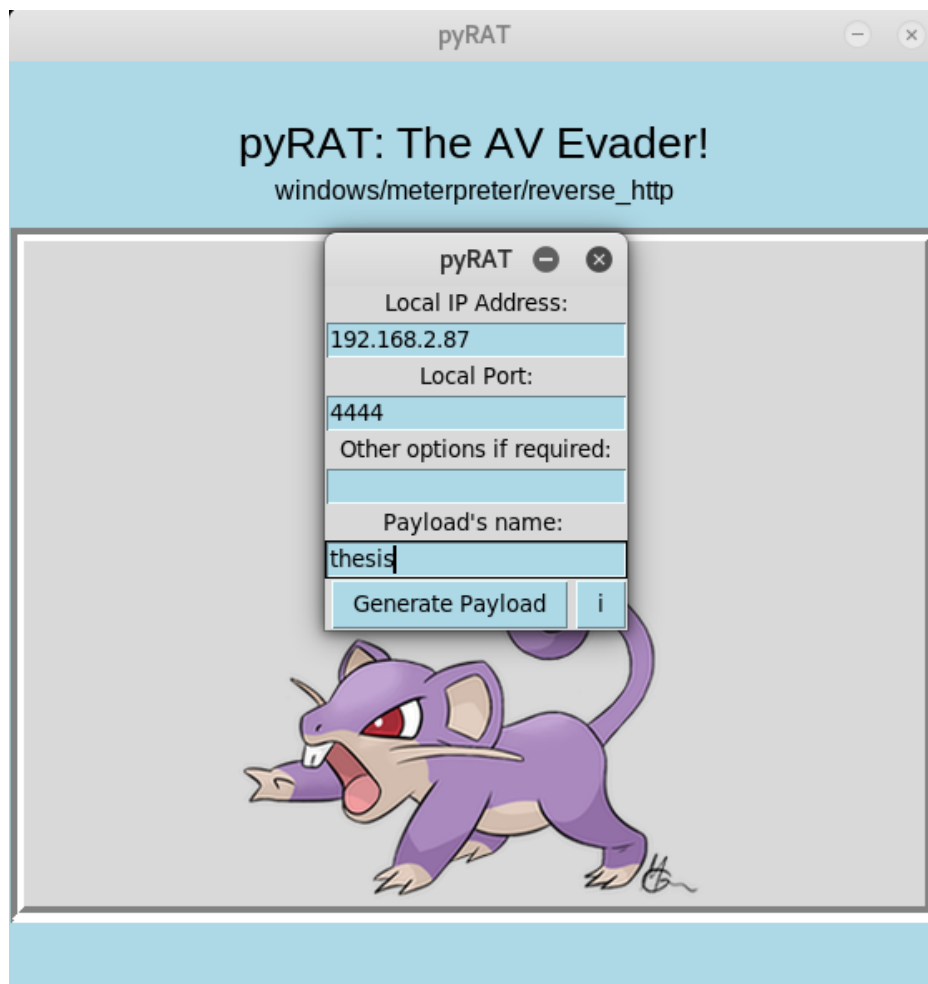 pyRAT
pyRAT: The AV Evader!
windows/meterpreter/reverse_http
pyRAT
Local IP Address:
192.168.2.87
Local Port:
4444
Other options if required:
Payload's name:
thesis
Generate Payload i